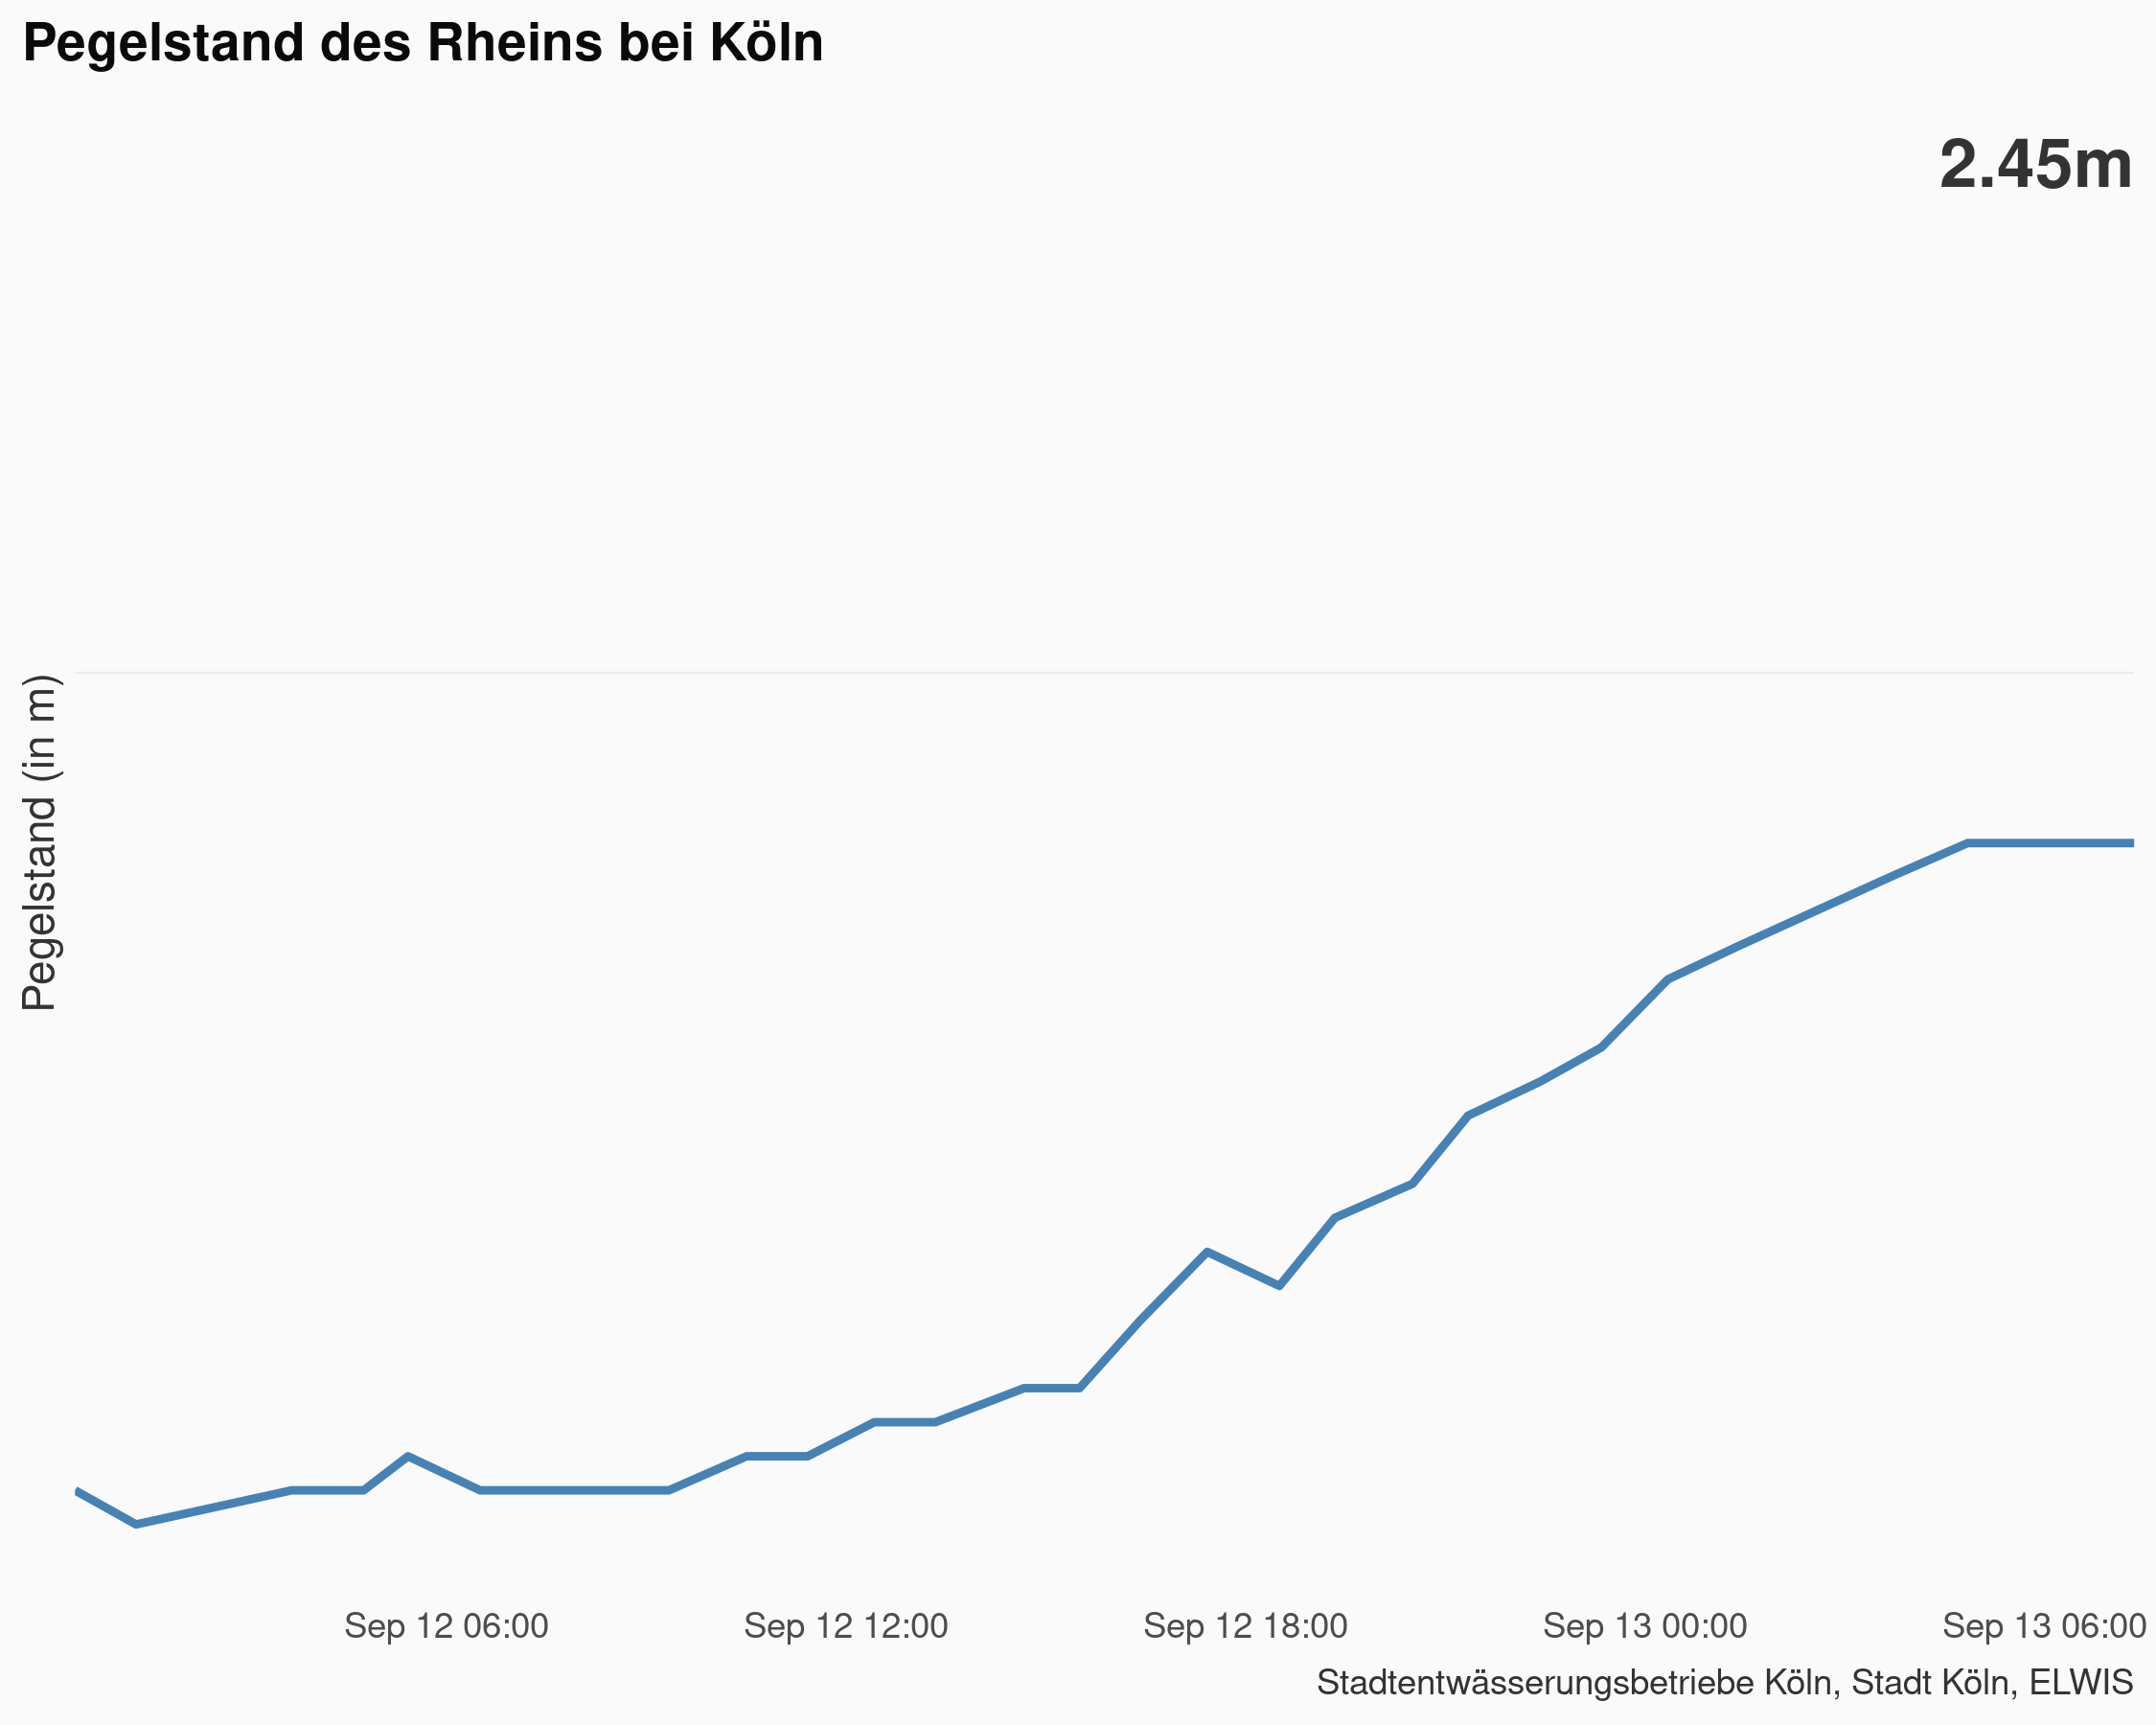 Pegelstand des Rheins bei Köln
2.45m
Pegelstand (in m)
Sep 12 06:00
Sep 12 12:00
Sep 12 18:00
Sep 13 00:00
Sep 13 06:00
Stadtentwässerungsbetriebe Köln, Stadt Köln, ELWIS